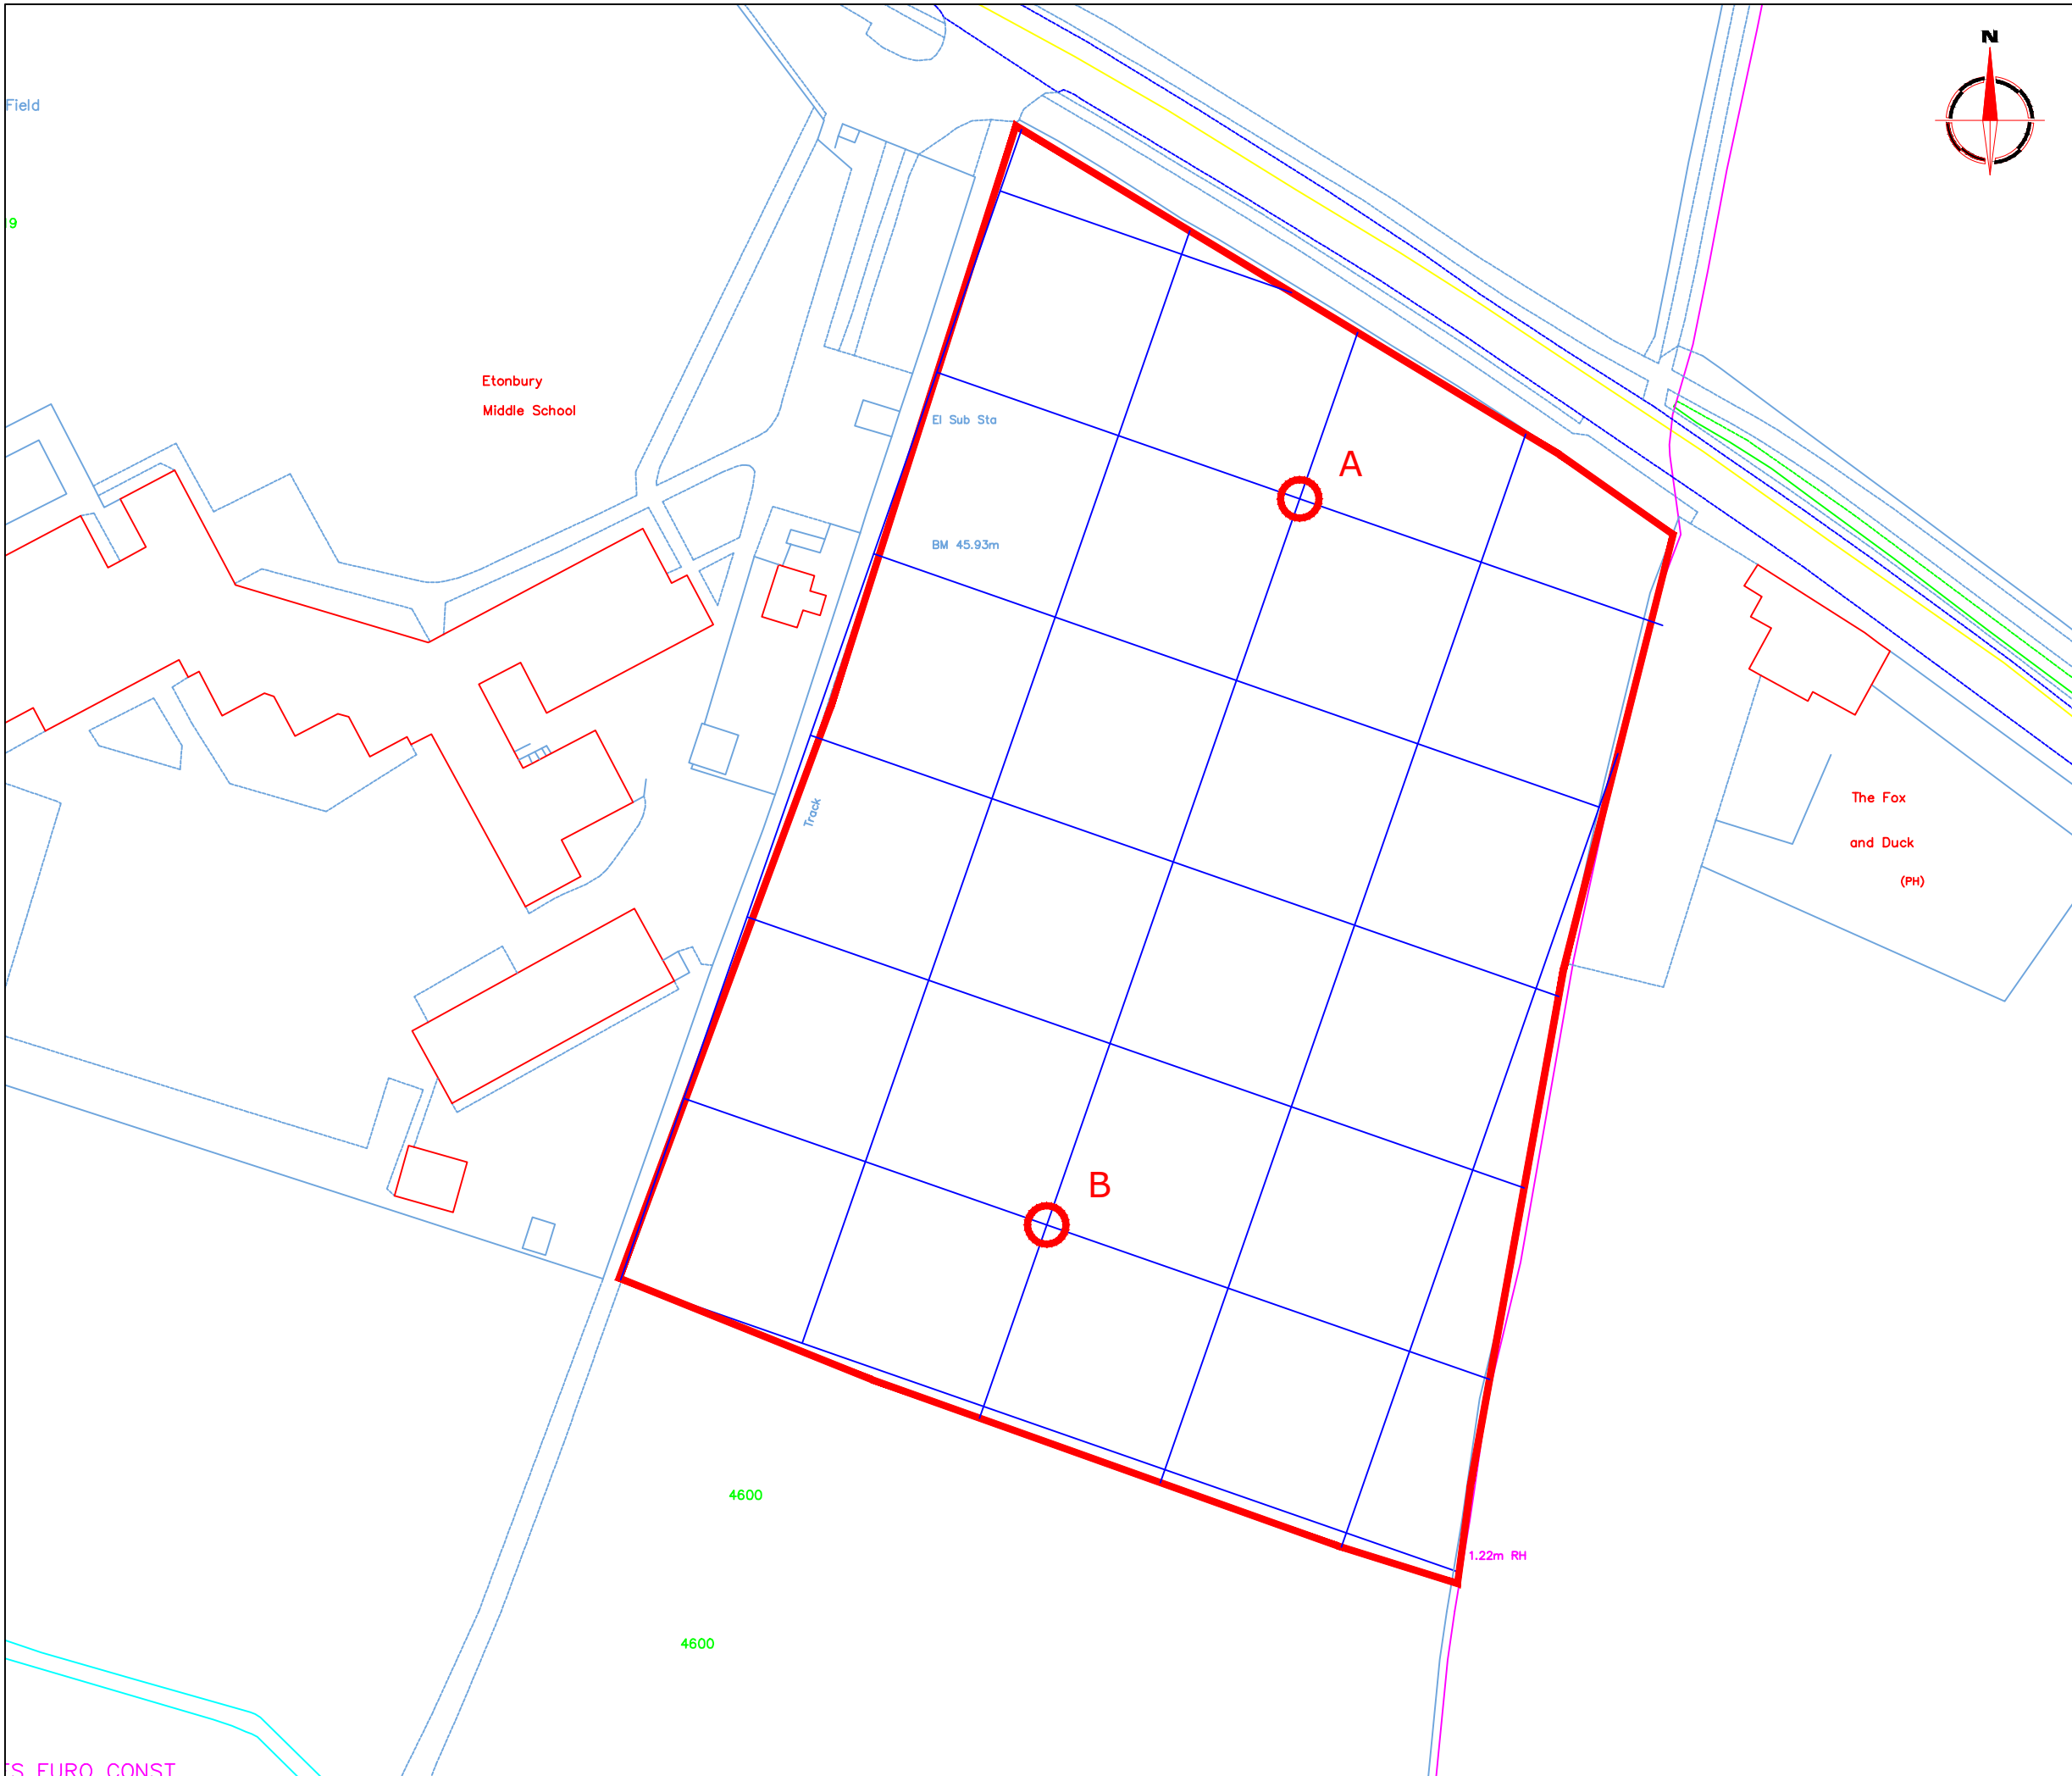 N
Field
9
Etonbury
Middle School
El Sub Sta
A
BM 45.93m
Track
The Fox
and Duck
(PH)
B
4600
1.22m RH
4600
EURO CONST